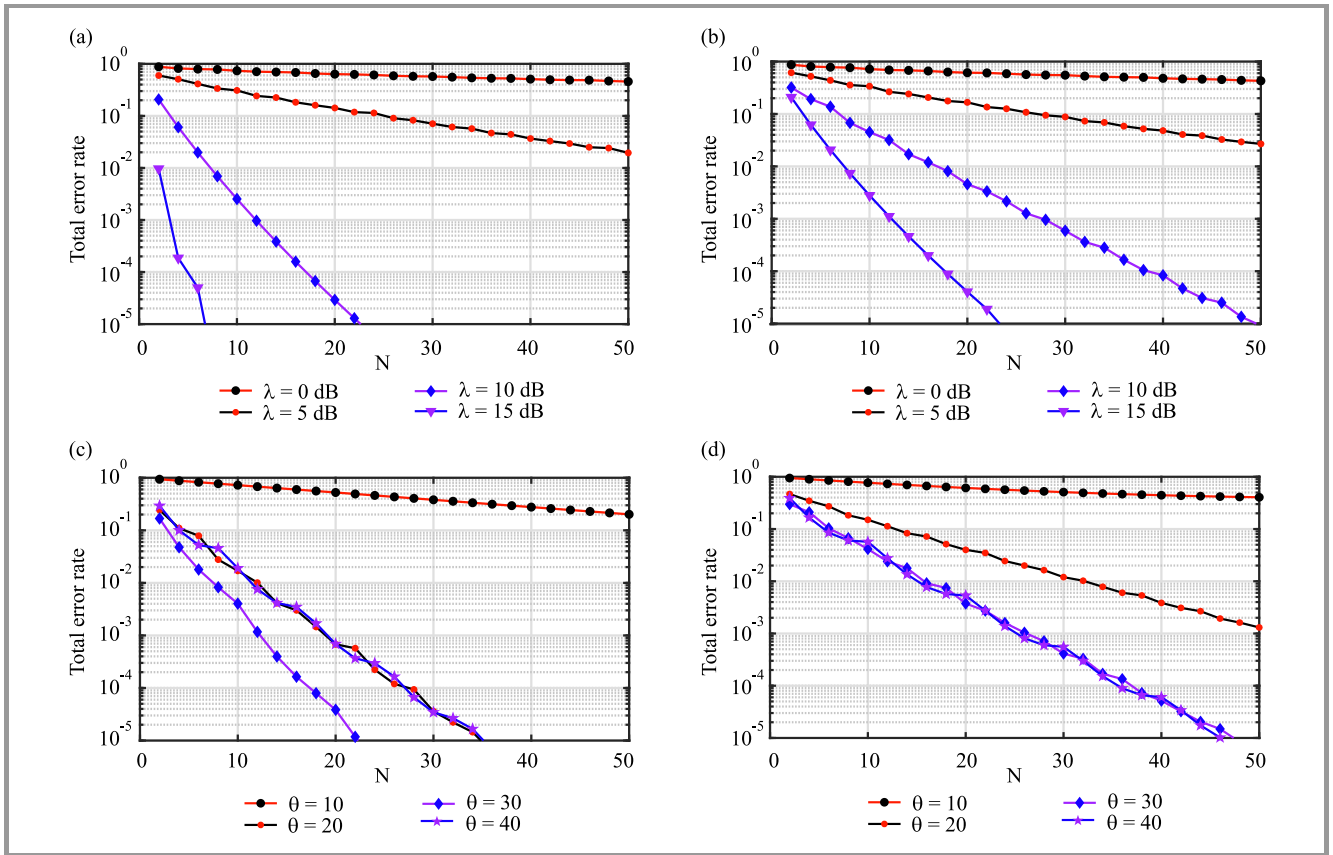 (a)
10^0
10^-1
10^-2
10^-3
10^-4
10^-5
Total error rate
0 10 20 30 40 50
N
λ = 0 dB
λ = 5 dB
λ = 10 dB
λ = 15 dB
(b)
10^0
10^-1
10^-2
10^-3
10^-4
10^-5
Total error rate
0 10 20 30 40 50
N
λ = 0 dB
λ = 5 dB
λ = 10 dB
λ = 15 dB
(c)
10^0
10^-1
10^-2
10^-3
10^-4
10^-5
Total error rate
0 10 20 30 40 50
N
θ = 10
θ = 20
θ = 30
θ = 40
(d)
10^0
10^-1
10^-2
10^-3
10^-4
10^-5
Total error rate
0 10 20 30 40 50
N
θ = 10
θ = 20
θ = 30
θ = 40